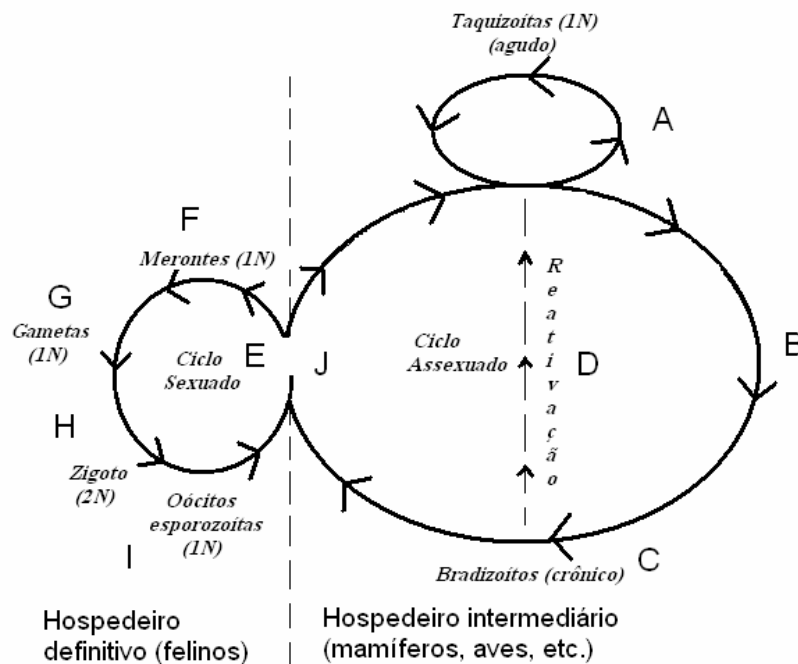 Taquizoítas (1N)
(agudo)
A
F
Merontes (1N)
G
Gametas
(1N)
Ciclo
Sexuado
E
J
Ciclo
Assexuado
Reativação
D
B
H
Zigoto
(2N)
Oócitos
esporozoítas
(1N)
I
Bradizoítos (crônico)
C
Hospedeiro
definitivo (felinos)
Hospedeiro intermediário
(mamíferos, aves, etc.)